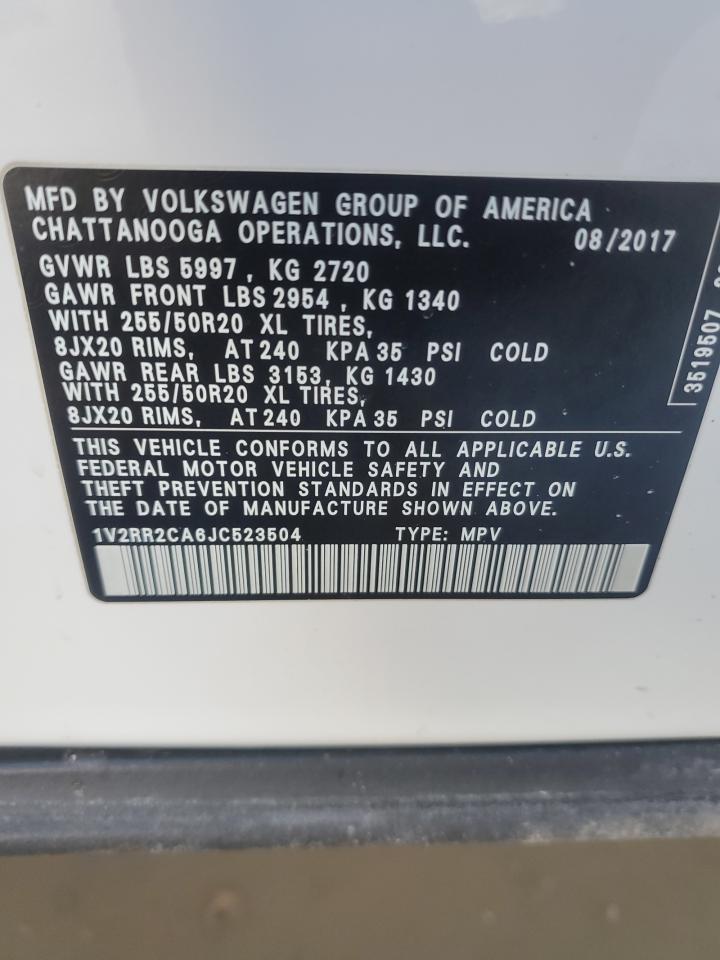 MFD BY VOLKSWAGEN GROUP OF AMERICA
CHATTANOOGA OPERATIONS, LLC. 08/2017
GVWR LBS 5997, KG 2720
GAWR FRONT LBS 2954, KG 1340
WITH 255/50R20 XL TIRES,
8JX20 RIMS, AT 240 KPA 35 PSI COLD
GAWR REAR LBS 3153, KG 1430
WITH 255/50R20 XL TIRES,
8JX20 RIMS, AT 240 KPA 35 PSI COLD
THIS VEHICLE CONFORMS TO ALL APPLICABLE U.S.
FEDERAL MOTOR VEHICLE SAFETY AND
THEFT PREVENTION STANDARDS IN EFFECT ON
THE DATE OF MANUFACTURE SHOWN ABOVE.
1V2RR2CA6JC523504 TYPE: MPV
3519507